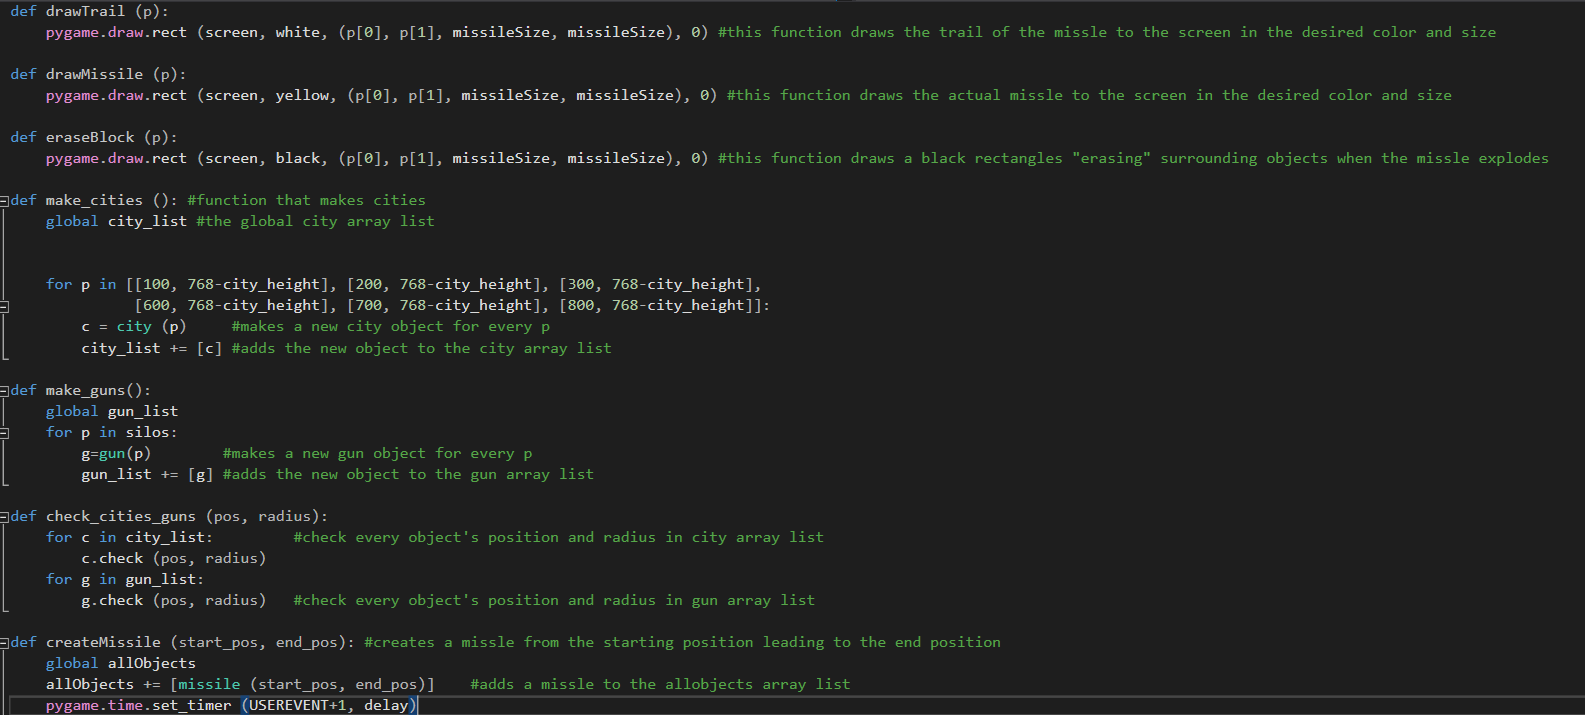 def drawTrail (p):
    pygame.draw.rect (screen, white, (p[0], p[1], missileSize, missileSize), 0) #this function draws the trail of the missle to the screen in the desired color and size
def drawMissile (p):
    pygame.draw.rect (screen, yellow, (p[0], p[1], missileSize, missileSize), 0) #this function draws the actual missle to the screen in the desired color and size
def eraseBlock (p):
    pygame.draw.rect (screen, black, (p[0], p[1], missileSize, missileSize), 0) #this function draws a black rectangles "erasing" surrounding objects when the missle explodes
def make_cities (): #function that makes cities
    global city_list #the global city array list
    for p in [[100, 768-city_height], [200, 768-city_height], [300, 768-city_height],
              [600, 768-city_height], [700, 768-city_height], [800, 768-city_height]]:
        c = city (p)     #makes a new city object for every p
        city_list += [c] #adds the new object to the city array list
def make_guns():
    global gun_list
    for p in silos:
        g=gun(p)        #makes a new gun object for every p
        gun_list += [g] #adds the new object to the gun array list
def check_cities_guns (pos, radius):
    for c in city_list:         #check every object's position and radius in city array list
        c.check (pos, radius)
    for g in gun_list:
        g.check (pos, radius)   #check every object's position and radius in gun array list
def createMissile (start_pos, end_pos): #creates a missle from the starting position leading to the end position
    global allObjects
    allObjects += [missile (start_pos, end_pos)]    #adds a missle to the allobjects array list
    pygame.time.set_timer (USEREVENT+1, delay)